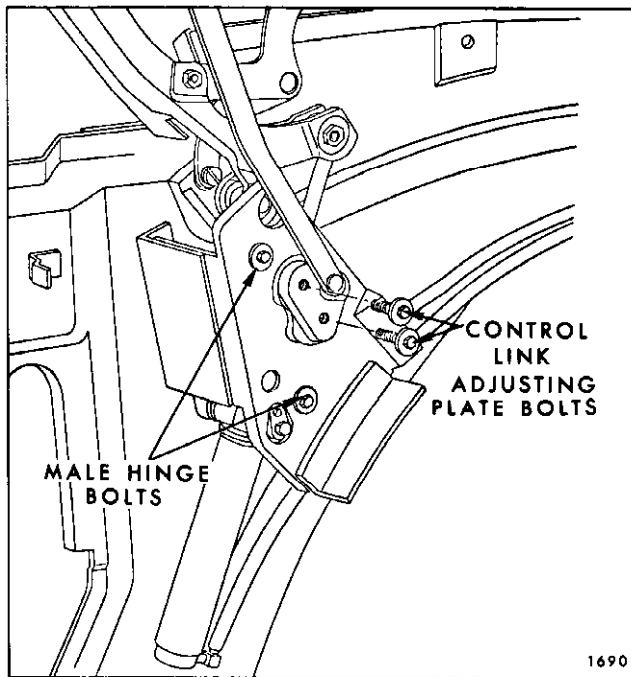 CONTROL
LINK
ADJUSTING
PLATE BOLTS
MALE HINGE
BOLTS
1690